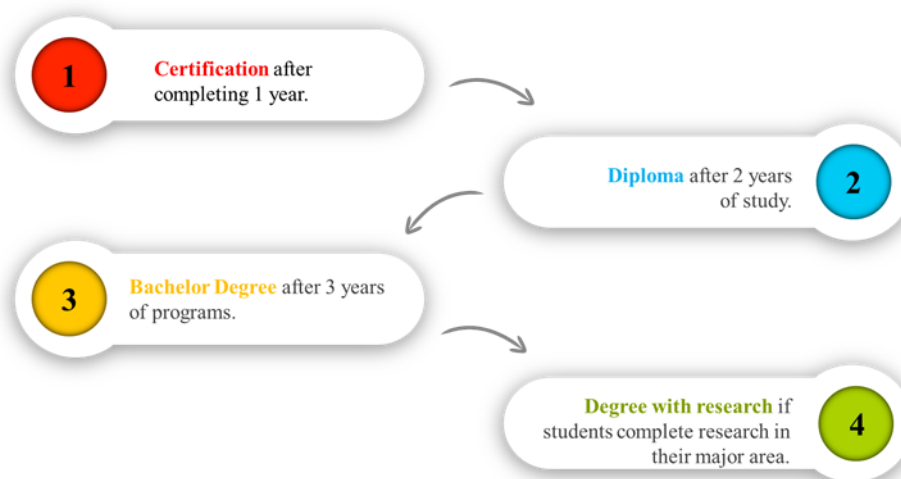 1
Certification after
completing 1 year.
Diploma after 2 years
of study.
2
3
Bachelor Degree after 3 years
of programs.
Degree with research if
students complete research in
their major area.
4